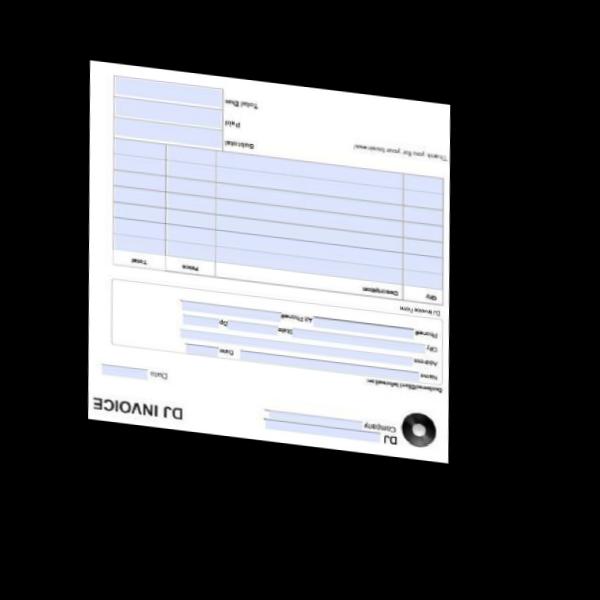 DJ
Company
DJ INVOICE
Date
Business/Client Information:
Name Date
Address
City State Zip
Phone# Alt Phone#
DJ Invoice Form
Qty Description Price Total
Thank you for your business!
Subtotal
Paid
Total Due